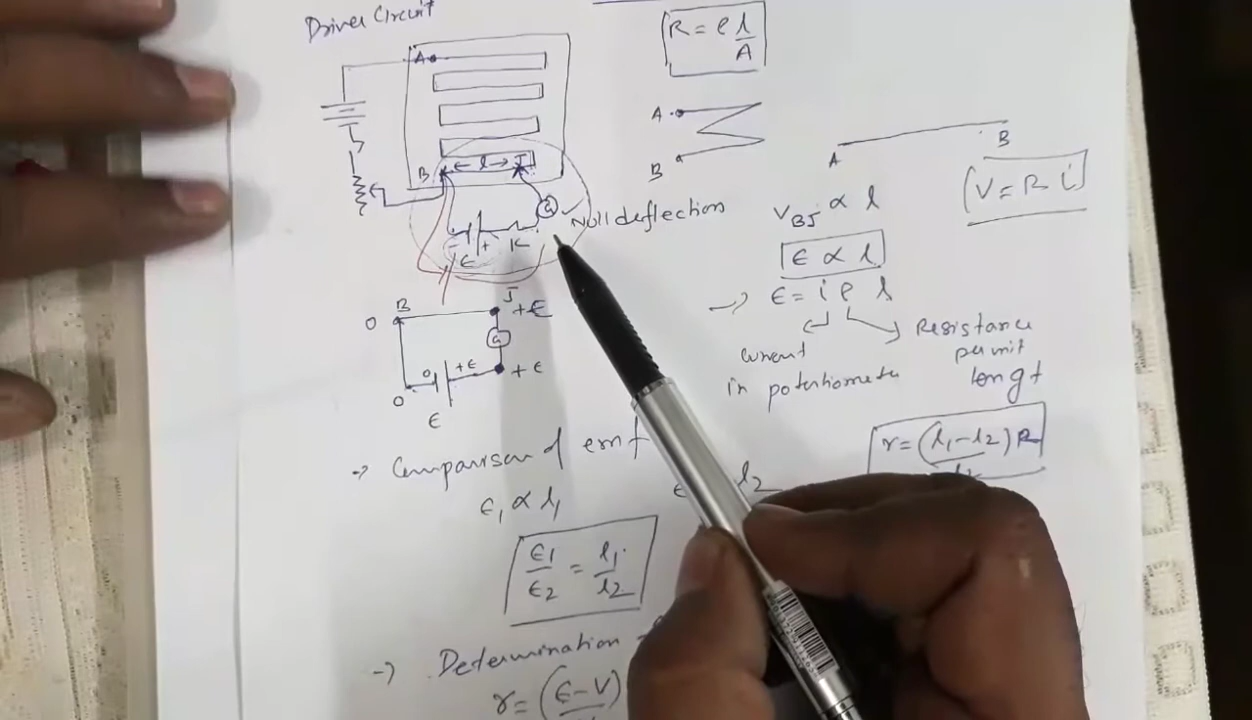 Driver Circuit
R = ρ l/A
A
B l J
G
Null deflection
- + K
ε
A
B
A B
V = R i
V_BJ ∝ l
ε ∝ l
→ ε = i ρ l
current in potentiometer
Resistance per unit lengt
B J +ε
0
G
0 +ε +ε
0
ε
→ Comparison of emf
ε₁ ∝ l₁
l₂
ε₁/ε₂ = l₁/l₂
r = (l₁-l₂) R
→ Determination
r = (ε-V)